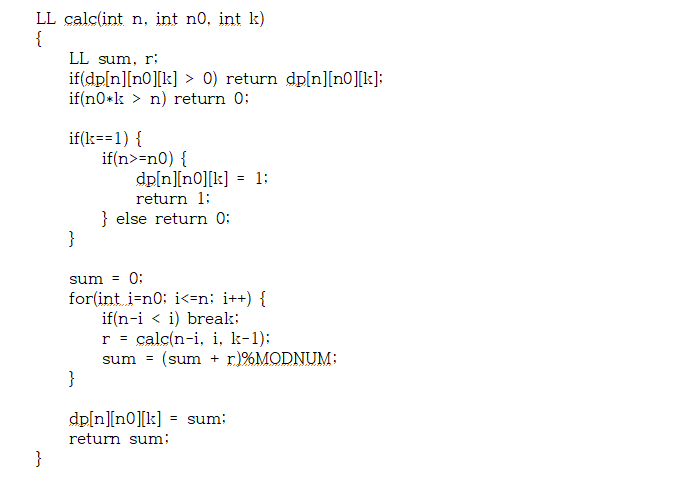 LL calc(int n, int n0, int k)
{
LL sum, r;
if(dp[n][n0][k] > 0) return dp[n][n0][k];
if(n0*k > n) return 0;
if(k==1) {
if(n>=n0) {
dp[n][n0][k] = 1;
return 1;
} else return 0;
}
sum = 0;
for(int i=n0; i<=n; i++) {
if(n-i < i) break;
r = calc(n-i, i, k-1);
sum = (sum + r)%MODNUM;
}
dp[n][n0][k] = sum;
return sum;
}